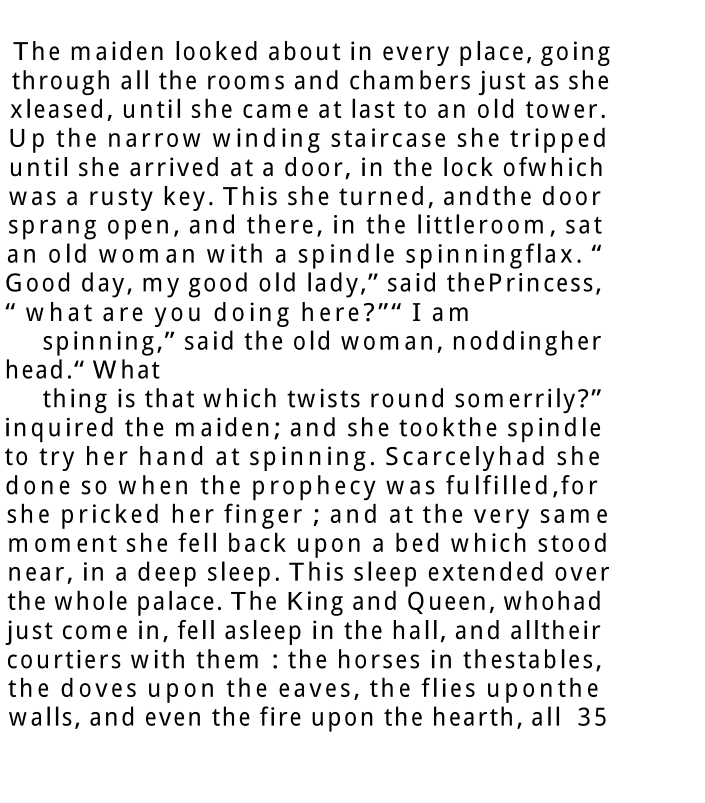 The maiden looked about in every place, going
through all the rooms and chambers just as she
xleased, until she came at last to an old tower.
Up the narrow winding staircase she tripped
until she arrived at a door, in the lock ofwhich
was a rusty key. This she turned, andthe door
sprang open, and there, in the littleroom, sat
an old woman with a spindle spinningflax. “
Good day, my good old lady,” said thePrincess,
“ what are you doing here?”“ I am
spinning,” said the old woman, noddingher
head.“ What
thing is that which twists round somerrily?”
inquired the maiden; and she tookthe spindle
to try her hand at spinning. Scarcelyhad she
done so when the prophecy was fulfilled,for
she pricked her finger ; and at the very same
moment she fell back upon a bed which stood
near, in a deep sleep. This sleep extended over
the whole palace. The King and Queen, whohad
just come in, fell asleep in the hall, and alltheir
courtiers with them : the horses in thestables,
the doves upon the eaves, the flies uponthe
walls, and even the fire upon the hearth, all 35